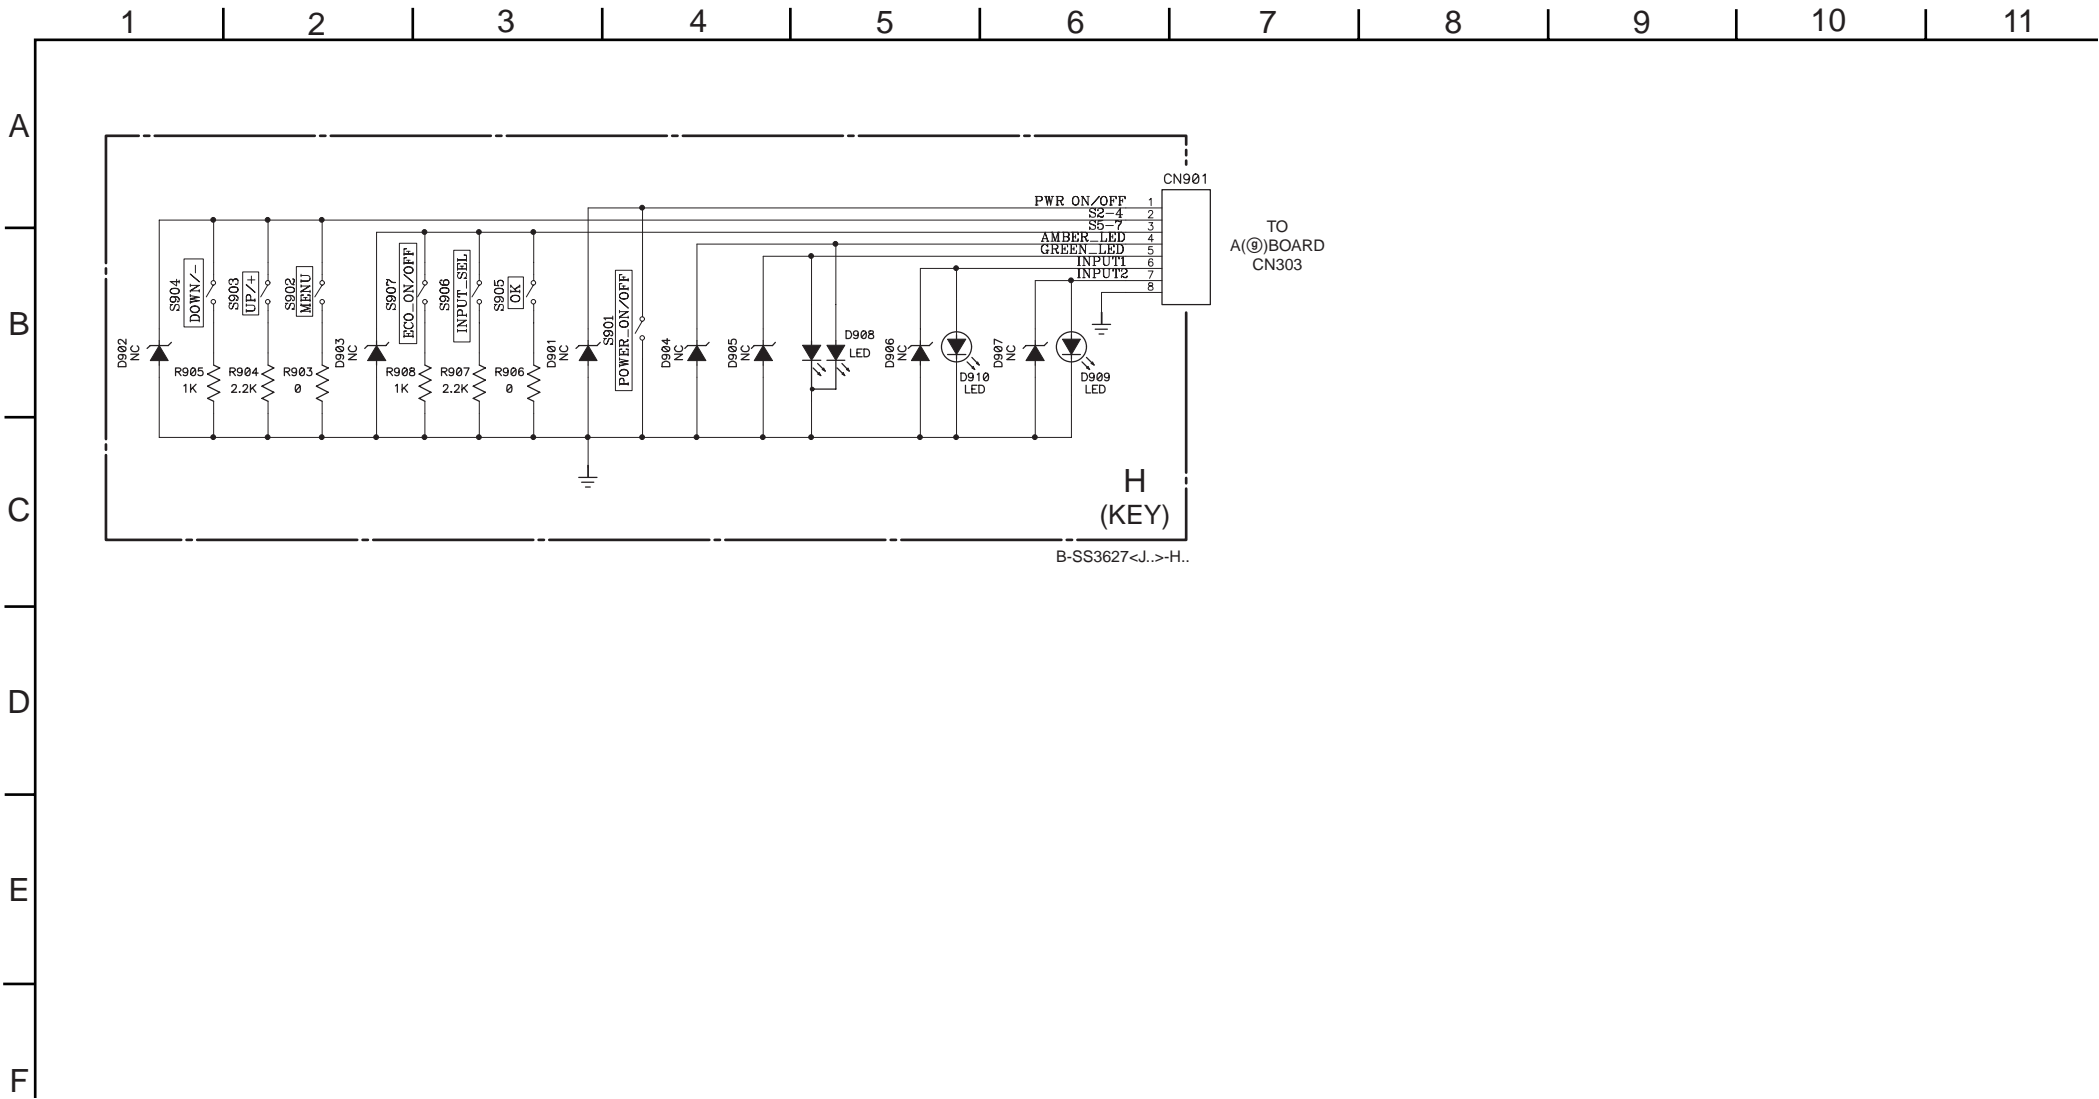 1 2 3 4 5 6 7 8 9 10 11
A
B
C
D
E
F
CN901
PWR ON/OFF 1
S2-4 2
S5-7 3
AMBER_LED 4
GREEN_LED 5
INPUT1 6
INPUT2 7
8
TO
A(⑨)BOARD
CN303
S904
DOWN/-
S903
UP/+
S902
MENU
S907
ECO_ON/OFF
S906
INPUT_SEL
S905
OK
S901
POWER_ON/OFF
D902
NC
R905
1K
R904
2.2K
R903
0
D903
NC
R908
1K
R907
2.2K
R906
0
D901
NC
D904
NC
D905
NC
D908
LED
D906
NC
D910
LED
D907
NC
D909
LED
H
(KEY)
B-SS3627<J..>-H..